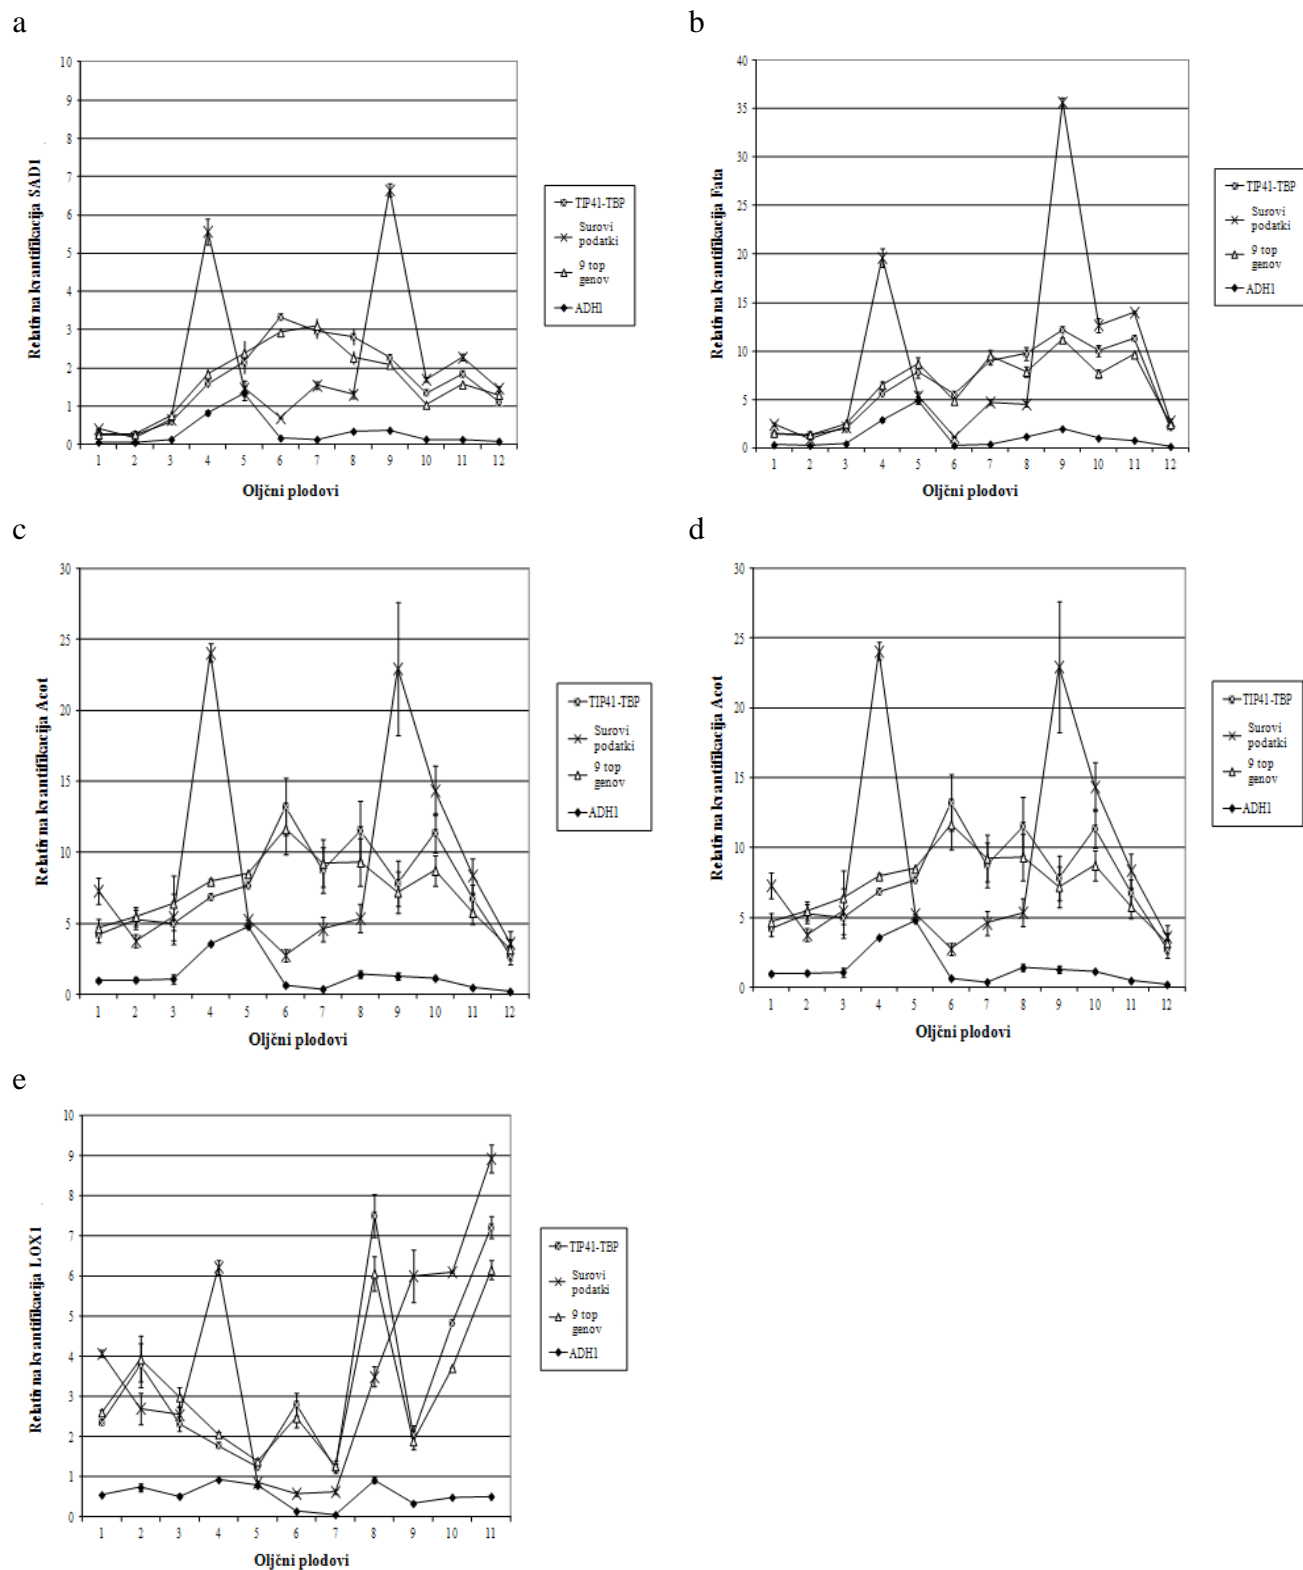 a
10
9
8
7
6
5
4
3
2
1
0
Relativna kvantifikacija SAD1
1 2 3 4 5 6 7 8 9 10 11 12
Oljčni plodovi
TIP41-TBP
Surovi
podatki
9 top
genov
ADH1
b
40
35
30
25
20
15
10
5
0
Relativna kvantifikacija Fata
1 2 3 4 5 6 7 8 9 10 11 12
Oljčni plodovi
TIP41-TBP
Surovi
podatki
9 top
genov
ADH1
c
30
25
20
15
10
5
0
Relativna kvantifikacija Acot
1 2 3 4 5 6 7 8 9 10 11 12
Oljčni plodovi
TIP41-TBP
Surovi
podatki
9 top
genov
ADH1
d
30
25
20
15
10
5
0
Relativna kvantifikacija Acot
1 2 3 4 5 6 7 8 9 10 11 12
Oljčni plodovi
TIP41-TBP
Surovi
podatki
9 top
genov
ADH1
e
10
9
8
7
6
5
4
3
2
1
0
Relativna kvantifikacija LOX1
1 2 3 4 5 6 7 8 9 10 11
Oljčni plodovi
TIP41-TBP
Surovi
podatki
9 top
genov
ADH1